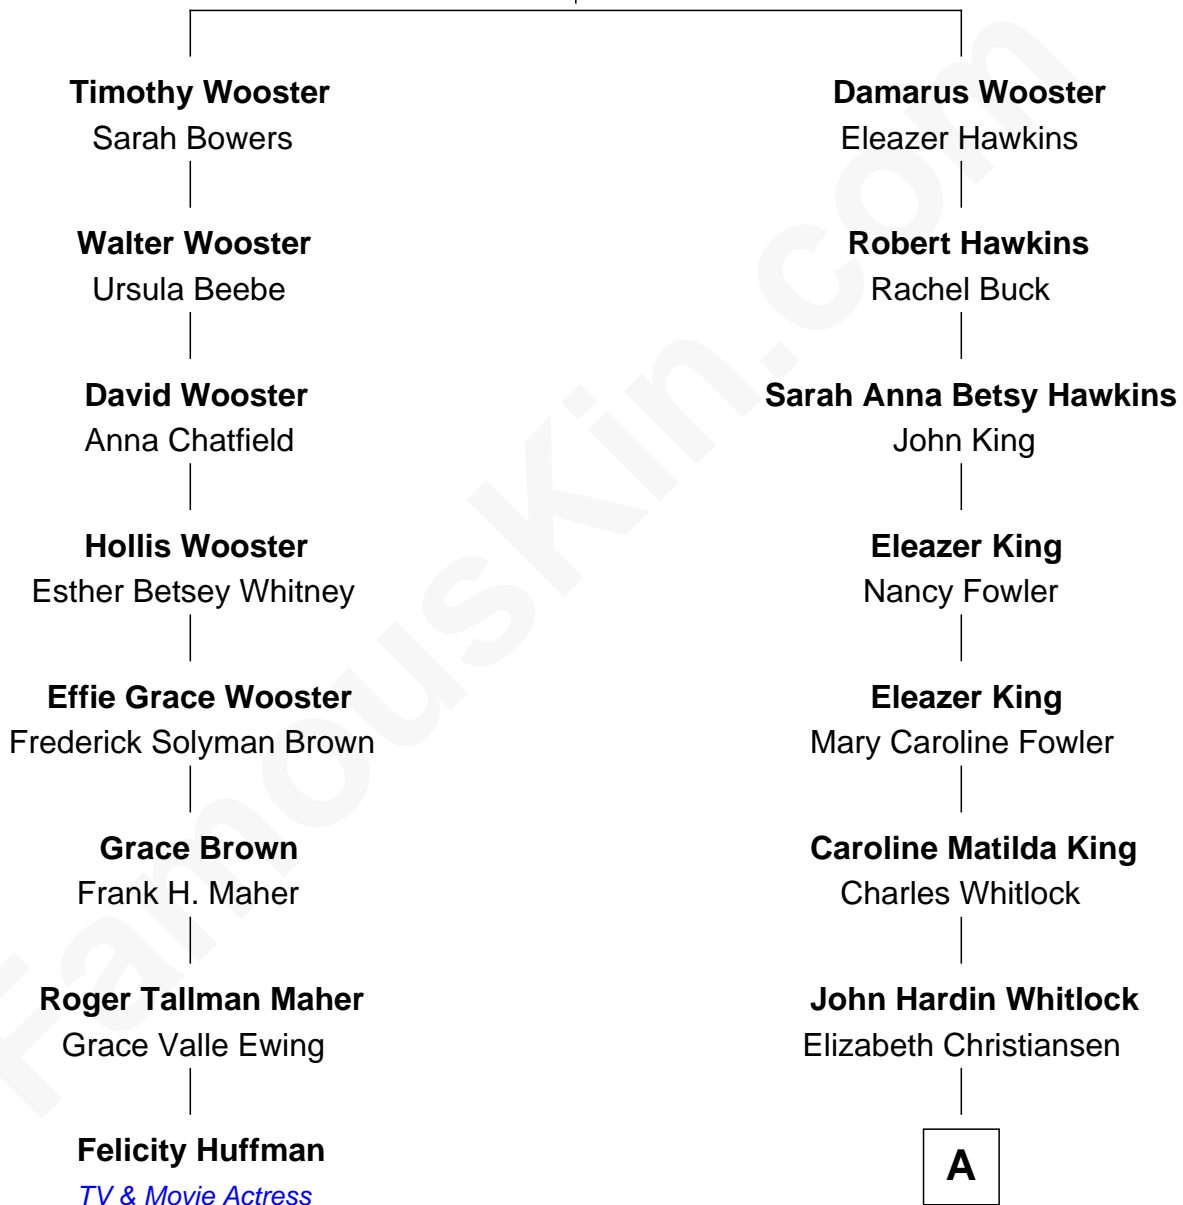 Timothy Wooster
Sarah Bowers
Walter Wooster
Ursula Beebe
David Wooster
Anna Chatfield
Hollis Wooster
Esther Betsey Whitney
Effie Grace Wooster
Frederick Solyman Brown
Grace Brown
Frank H. Maher
Roger Tallman Maher
Grace Valle Ewing
Felicity Huffman
TV & Movie Actress
Damarus Wooster
Eleazer Hawkins
Robert Hawkins
Rachel Buck
Sarah Anna Betsy Hawkins
John King
Eleazer King
Nancy Fowler
Eleazer King
Mary Caroline Fowler
Caroline Matilda King
Charles Whitlock
John Hardin Whitlock
Elizabeth Christiansen
A
FamousKin.com